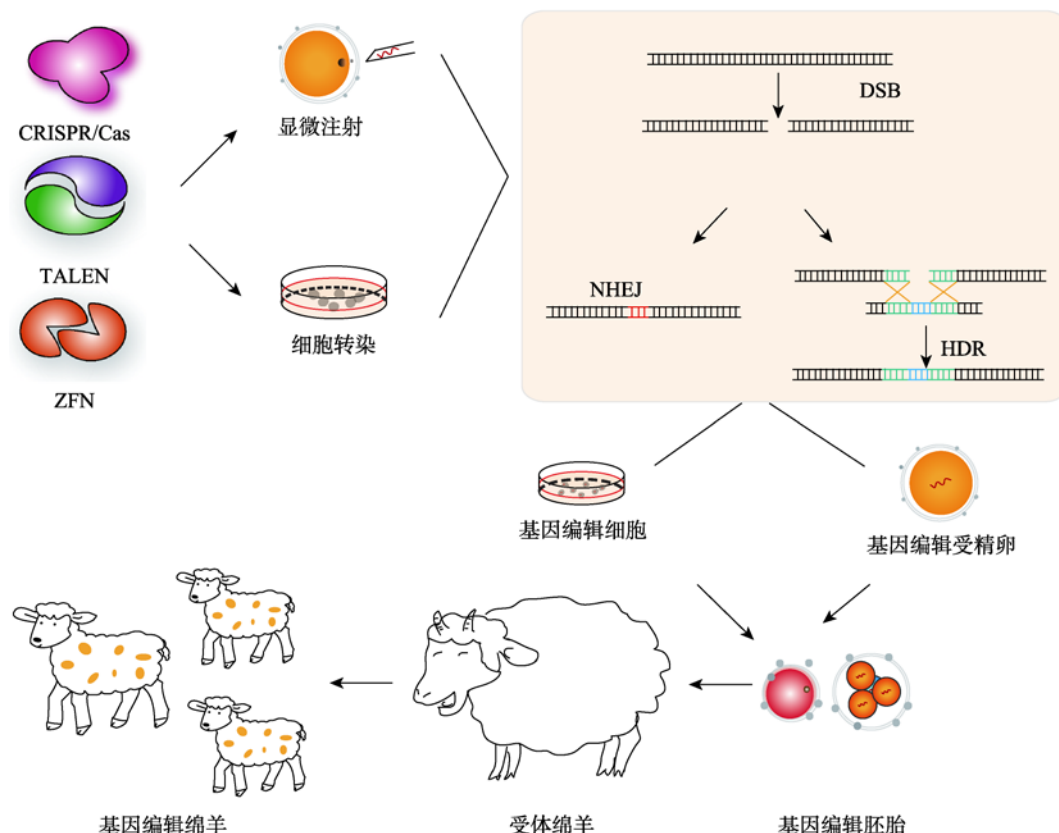 CRISPR/Cas
显微注射
DSB
TALEN
NHEJ
细胞转染
HDR
ZFN
基因编辑细胞
基因编辑受精卵
基因编辑绵羊
受体绵羊
基因编辑胚胎